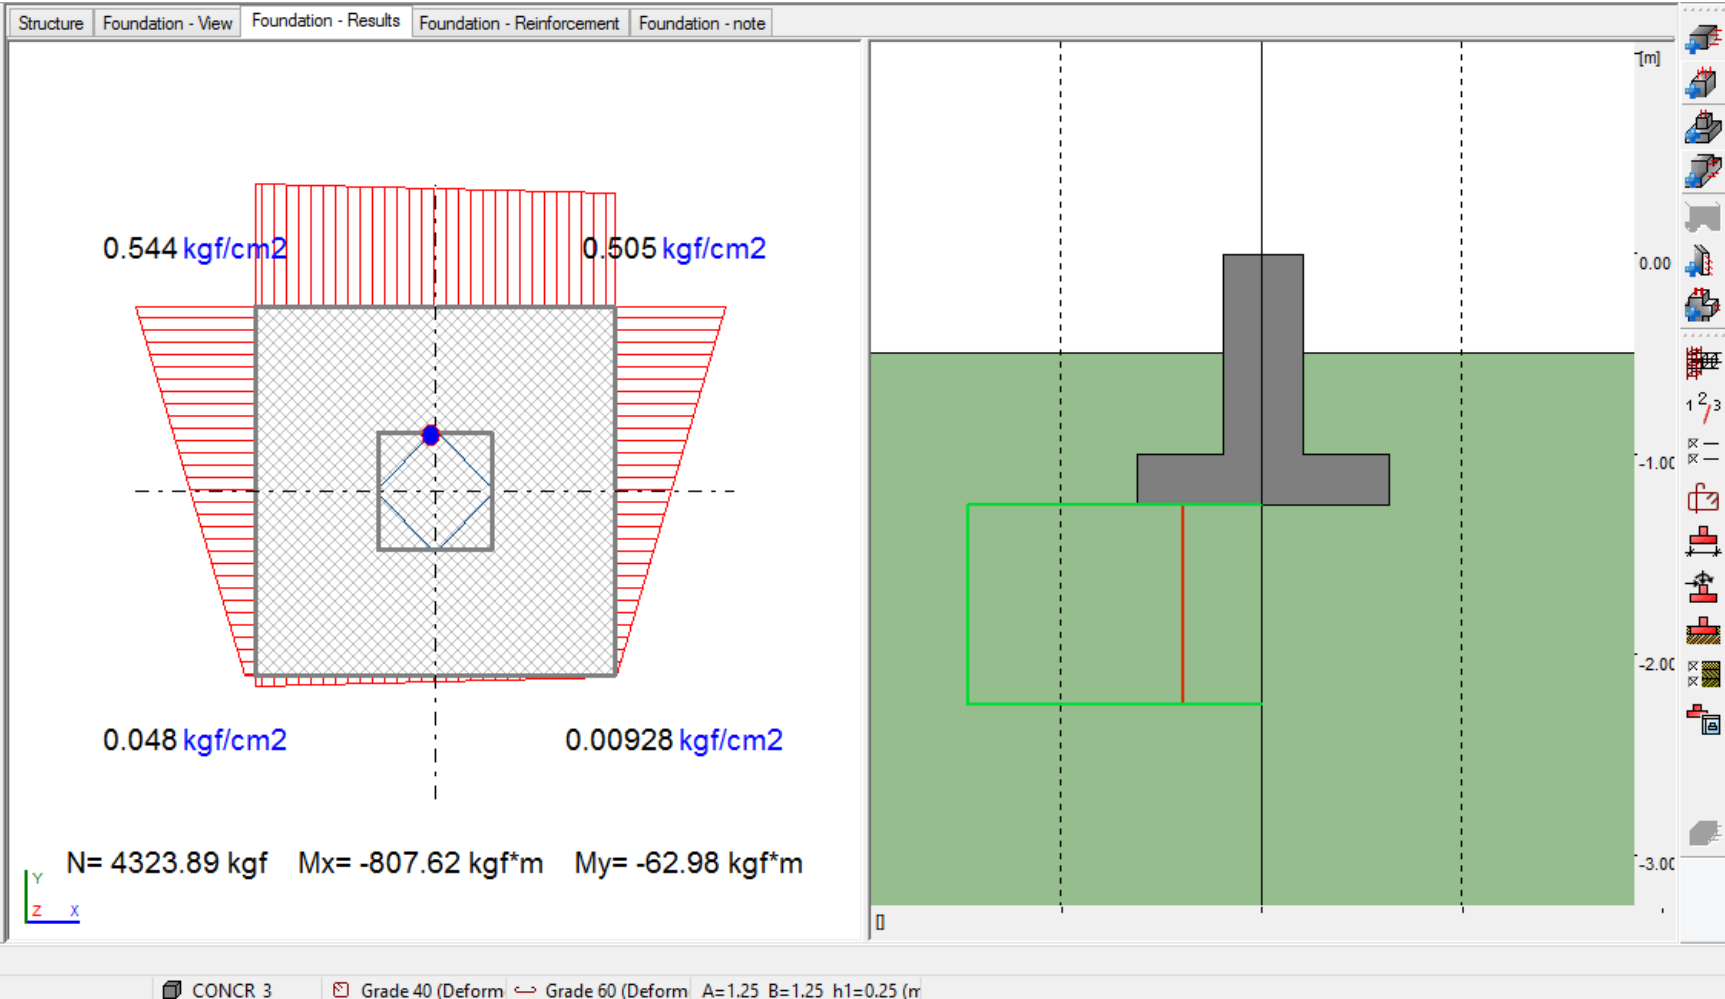 Structure Foundation - View Foundation - Results Foundation - Reinforcement Foundation - note
[m]
0.544 kgf/cm2 0.505 kgf/cm2
0.00
-1.00
-2.00
0.048 kgf/cm2 0.00928 kgf/cm2
N= 4323.89 kgf Mx= -807.62 kgf*m My= -62.98 kgf*m
-3.00
Y
Z X
1 2/3
CONCR_3 Grade 40 (Deform Grade 60 (Deform A=1.25 B=1.25 h1=0.25 (m